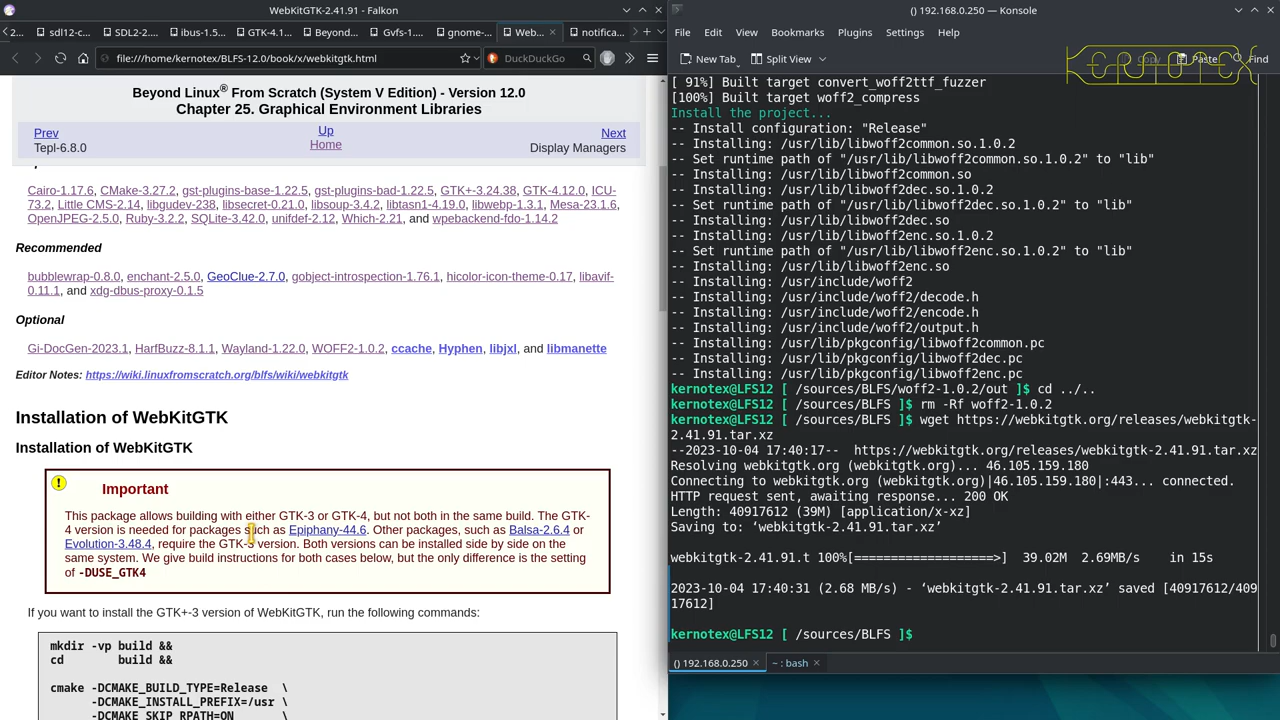 WebKitGTK-2.41.91 - Falkon
2...
sdl12-c...
SDL2-2....
ibus-1.5...
GTK-4.1...
Beyond...
Gvfs-1....
gnome-...
Web...
notifica...
file:///home/kernotex/BLFS-12.0/book/x/webkitgtk.html
DuckDuckGo
Beyond Linux® From Scratch (System V Edition) - Version 12.0
Chapter 25. Graphical Environment Libraries
Prev
Up
Next
Tepl-6.8.0
Home
Display Managers
Cairo-1.17.6, CMake-3.27.2, gst-plugins-base-1.22.5, gst-plugins-bad-1.22.5, GTK+-3.24.38, GTK-4.12.0, ICU-
73.2, Little CMS-2.14, libgudev-238, libsecret-0.21.0, libsoup-3.4.2, libtasn1-4.19.0, libwebp-1.3.1, Mesa-23.1.6,
OpenJPEG-2.5.0, Ruby-3.2.2, SQLite-3.42.0, unifdef-2.12, Which-2.21, and wpebackend-fdo-1.14.2
Recommended
bubblewrap-0.8.0, enchant-2.5.0, GeoClue-2.7.0, gobject-introspection-1.76.1, hicolor-icon-theme-0.17, libavif-
0.11.1, and xdg-dbus-proxy-0.1.5
Optional
Gi-DocGen-2023.1, HarfBuzz-8.1.1, Wayland-1.22.0, WOFF2-1.0.2, ccache, Hyphen, libjxl, and libmanette
Editor Notes: https://wiki.linuxfromscratch.org/blfs/wiki/webkitgtk
Installation of WebKitGTK
Installation of WebKitGTK
Important
This package allows building with either GTK-3 or GTK-4, but not both in the same build. The GTK-
4 version is needed for packages such as Epiphany-44.6. Other packages, such as Balsa-2.6.4 or
Evolution-3.48.4, require the GTK-3 version. Both versions can be installed side by side on the
same system. We give build instructions for both cases below, but the only difference is the setting
of -DUSE_GTK4
If you want to install the GTK+-3 version of WebKitGTK, run the following commands:
mkdir -vp build &&
cd       build &&
cmake -DCMAKE_BUILD_TYPE=Release  \
-DCMAKE_INSTALL_PREFIX=/usr \
-DCMAKE_SKIP_RPATH=ON       \
() 192.168.0.250 — Konsole
File Edit View Bookmarks Plugins Settings Help
New Tab
Split View
Copy
Paste
Find
kernotex
[ 91%] Built target convert_woff2ttf_fuzzer
[100%] Built target woff2_compress
Install the project...
-- Install configuration: "Release"
-- Installing: /usr/lib/libwoff2common.so.1.0.2
-- Set runtime path of "/usr/lib/libwoff2common.so.1.0.2" to "lib"
-- Installing: /usr/lib/libwoff2common.so
-- Installing: /usr/lib/libwoff2dec.so.1.0.2
-- Set runtime path of "/usr/lib/libwoff2dec.so.1.0.2" to "lib"
-- Installing: /usr/lib/libwoff2dec.so
-- Installing: /usr/lib/libwoff2enc.so.1.0.2
-- Set runtime path of "/usr/lib/libwoff2enc.so.1.0.2" to "lib"
-- Installing: /usr/lib/libwoff2enc.so
-- Installing: /usr/include/woff2
-- Installing: /usr/include/woff2/decode.h
-- Installing: /usr/include/woff2/encode.h
-- Installing: /usr/include/woff2/output.h
-- Installing: /usr/lib/pkgconfig/libwoff2common.pc
-- Installing: /usr/lib/pkgconfig/libwoff2dec.pc
-- Installing: /usr/lib/pkgconfig/libwoff2enc.pc
kernotex@LFS12 [ /sources/BLFS/woff2-1.0.2/out ]$ cd ../..
kernotex@LFS12 [ /sources/BLFS ]$ rm -Rf woff2-1.0.2
kernotex@LFS12 [ /sources/BLFS ]$ wget https://webkitgtk.org/releases/webkitgtk-
2.41.91.tar.xz
--2023-10-04 17:40:17--  https://webkitgtk.org/releases/webkitgtk-2.41.91.tar.xz
Resolving webkitgtk.org (webkitgtk.org)... 46.105.159.180
Connecting to webkitgtk.org (webkitgtk.org)|46.105.159.180|:443... connected.
HTTP request sent, awaiting response... 200 OK
Length: 40917612 (39M) [application/x-xz]
Saving to: ‘webkitgtk-2.41.91.tar.xz’
webkitgtk-2.41.91.t 100%[===================>]  39.02M  2.69MB/s    in 15s
2023-10-04 17:40:31 (2.68 MB/s) - ‘webkitgtk-2.41.91.tar.xz’ saved [40917612/409
17612]
kernotex@LFS12 [ /sources/BLFS ]$
() 192.168.0.250
~ : bash